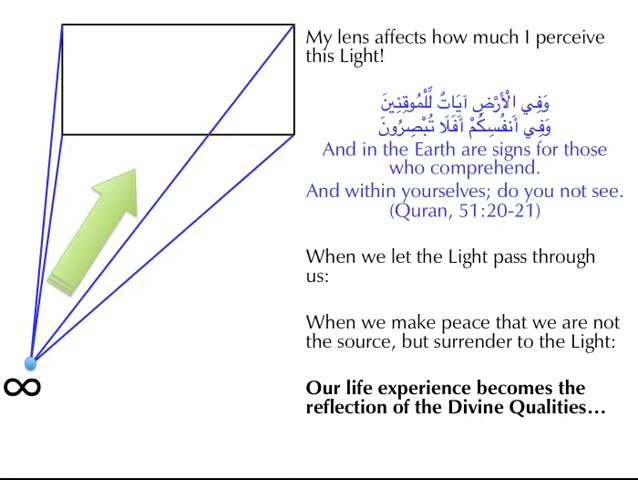 My lens affects how much I perceive
this Light!
وَفِي الْأَرْضِ آيَاتٌ لِّلْمُوقِنِينَ
وَفِي أَنفُسِكُمْ أَفَلَا تُبْصِرُونَ
And in the Earth are signs for those
who comprehend.
And within yourselves; do you not see.
(Quran, 51:20-21)
When we let the Light pass through
us:
When we make peace that we are not
the source, but surrender to the Light:
Our life experience becomes the
reflection of the Divine Qualities…
∞